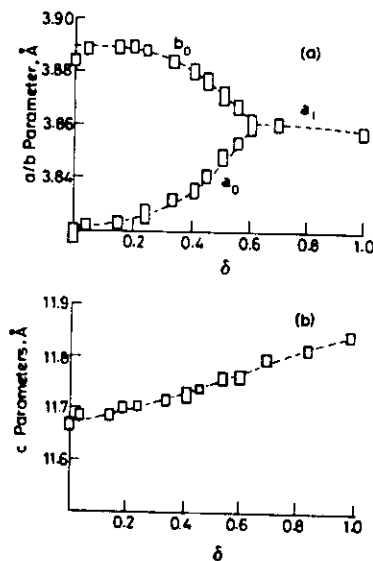 3.90
3.88
3.86
3.84
a/b Parameter, Å
b₀
(a)
a₁
a₀
0.2 0.4 0.6 0.8 1.0
δ
11.9
11.8
11.7
11.6
c Parameters, Å
(b)
0.2 0.4 0.6 0.8 1.0
δ